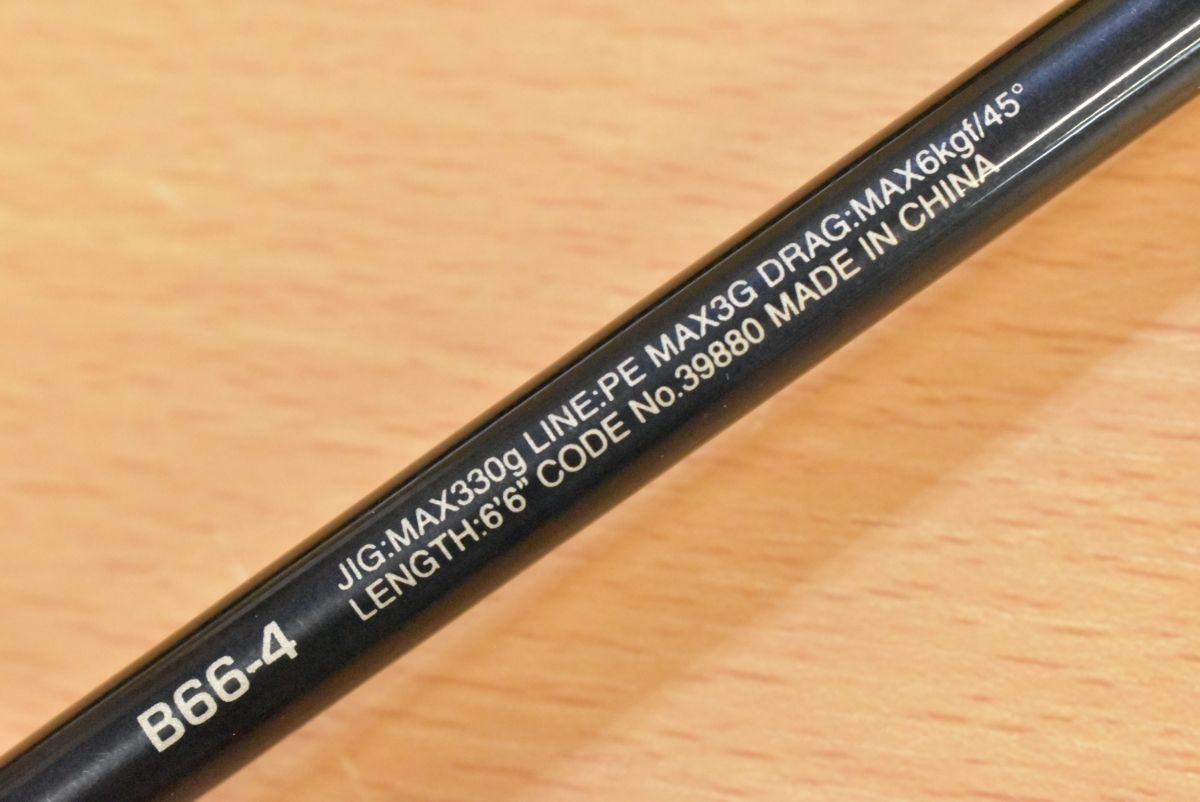 B66-4
JIG:MAX330g LINE:PE MAX3G DRAG:MAX6kgf/45°
LENGTH:6'6" CODE No.39880 MADE IN CHINA